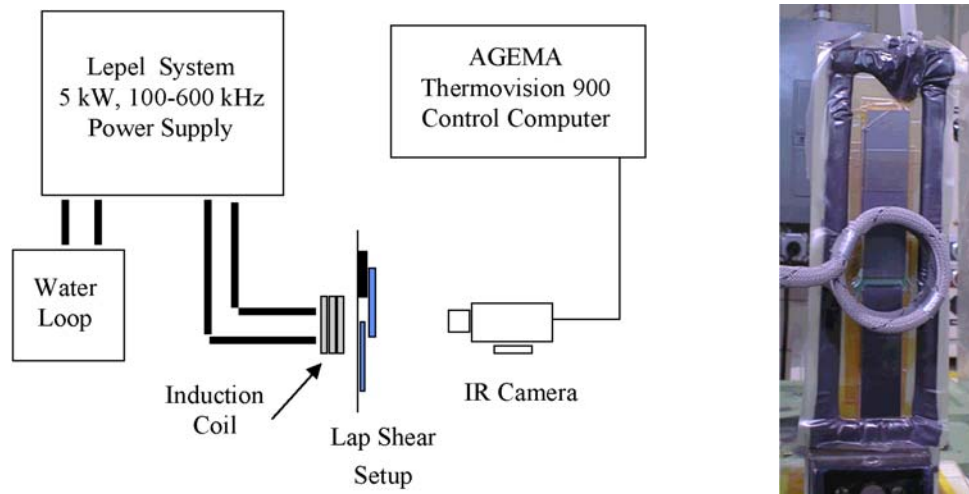 Lepel System
5 kW, 100-600 kHz
Power Supply
AGEMA
Thermovision 900
Control Computer
Water
Loop
Induction
Coil
Lap Shear
Setup
IR Camera